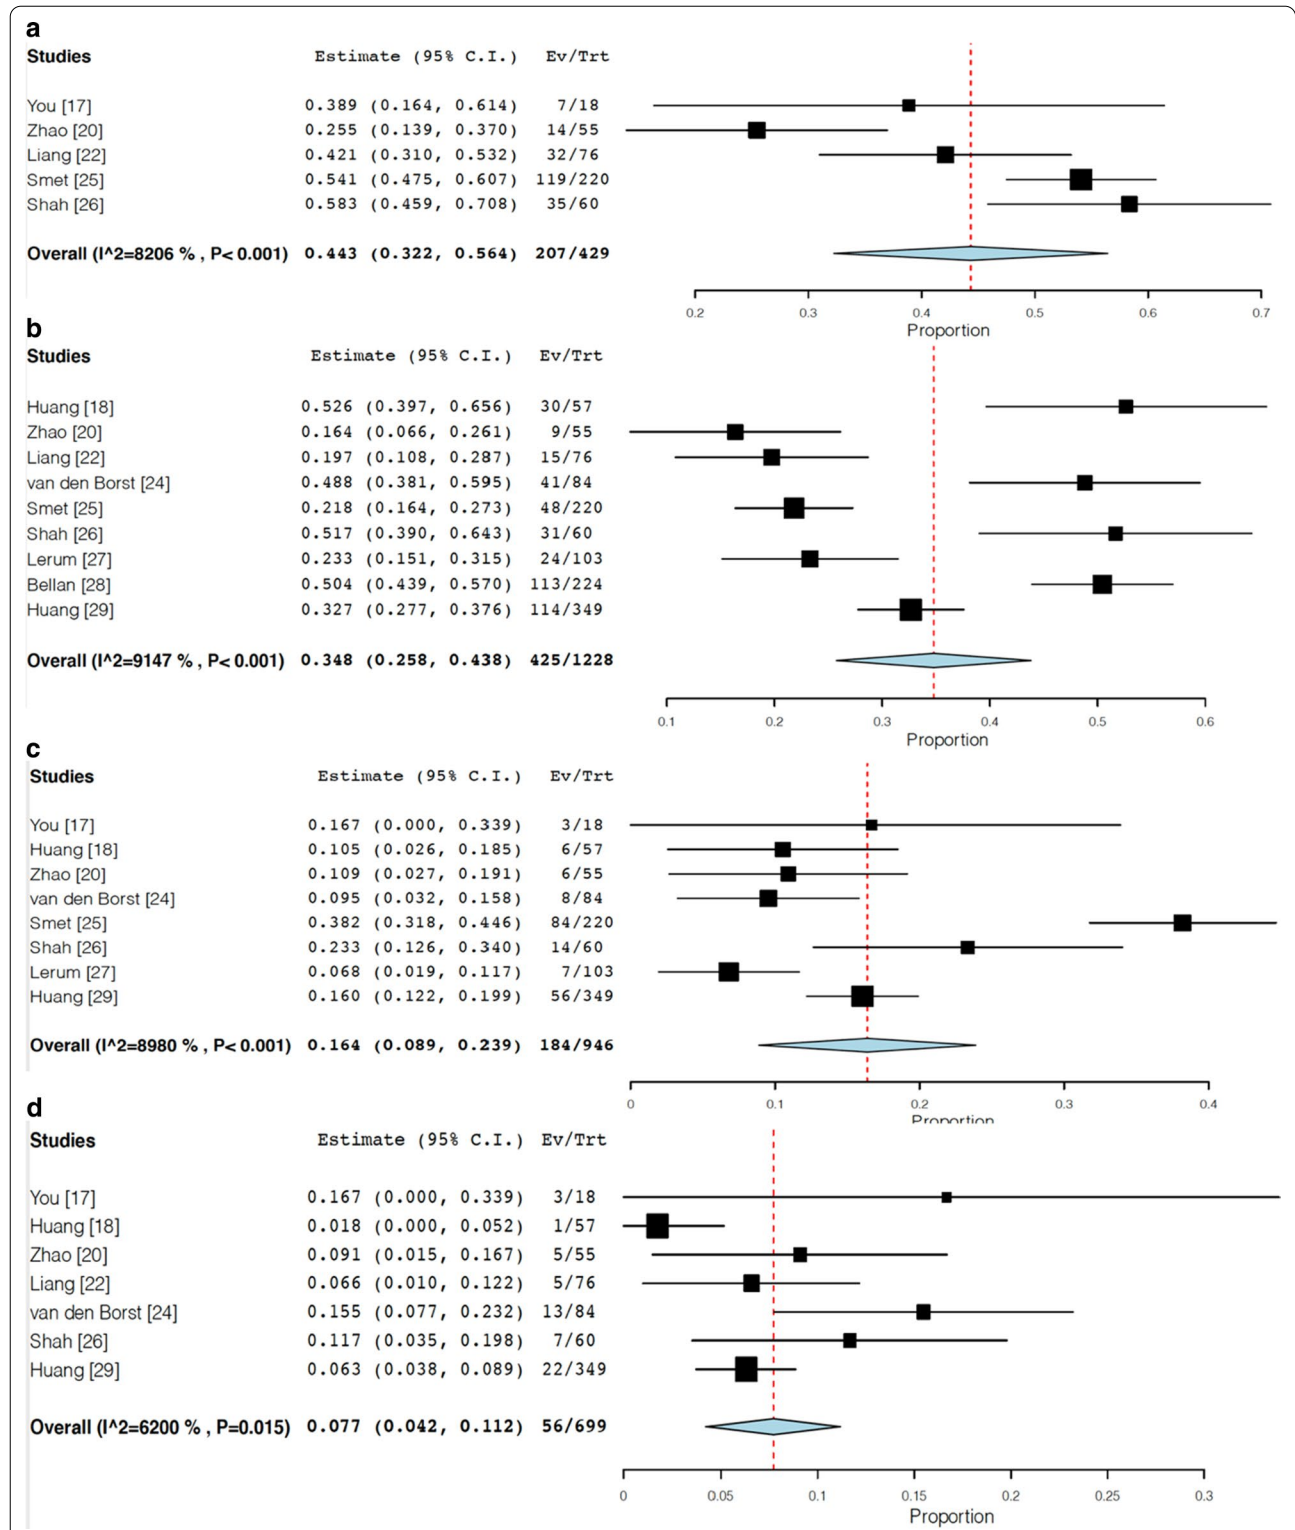 a
Studies Estimate (95% C.I.) Ev/Trt
You [17] 0.389 (0.164, 0.614) 7/18
Zhao [20] 0.255 (0.139, 0.370) 14/55
Liang [22] 0.421 (0.310, 0.532) 32/76
Smet [25] 0.541 (0.475, 0.607) 119/220
Shah [26] 0.583 (0.459, 0.708) 35/60
Overall (I^2=8206 % , P< 0.001) 0.443 (0.322, 0.564) 207/429
0.2 0.3 0.4 0.5 0.6 0.7
Proportion
b
Studies Estimate (95% C.I.) Ev/Trt
Huang [18] 0.526 (0.397, 0.656) 30/57
Zhao [20] 0.164 (0.066, 0.261) 9/55
Liang [22] 0.197 (0.108, 0.287) 15/76
van den Borst [24] 0.488 (0.381, 0.595) 41/84
Smet [25] 0.218 (0.164, 0.273) 48/220
Shah [26] 0.517 (0.390, 0.643) 31/60
Lerum [27] 0.233 (0.151, 0.315) 24/103
Bellan [28] 0.504 (0.439, 0.570) 113/224
Huang [29] 0.327 (0.277, 0.376) 114/349
Overall (I^2=9147 % , P< 0.001) 0.348 (0.258, 0.438) 425/1228
0.1 0.2 0.3 0.4 0.5 0.6
Proportion
c
Studies Estimate (95% C.I.) Ev/Trt
You [17] 0.167 (0.000, 0.339) 3/18
Huang [18] 0.105 (0.026, 0.185) 6/57
Zhao [20] 0.109 (0.027, 0.191) 6/55
van den Borst [24] 0.095 (0.032, 0.158) 8/84
Smet [25] 0.382 (0.318, 0.446) 84/220
Shah [26] 0.233 (0.126, 0.340) 14/60
Lerum [27] 0.068 (0.019, 0.117) 7/103
Huang [29] 0.160 (0.122, 0.199) 56/349
Overall (I^2=8980 % , P< 0.001) 0.164 (0.089, 0.239) 184/946
0 0.1 0.2 0.3 0.4
Proportion
d
Studies Estimate (95% C.I.) Ev/Trt
You [17] 0.167 (0.000, 0.339) 3/18
Huang [18] 0.018 (0.000, 0.052) 1/57
Zhao [20] 0.091 (0.015, 0.167) 5/55
Liang [22] 0.066 (0.010, 0.122) 5/76
van den Borst [24] 0.155 (0.077, 0.232) 13/84
Shah [26] 0.117 (0.035, 0.198) 7/60
Huang [29] 0.063 (0.038, 0.089) 22/349
Overall (I^2=6200 % , P=0.015) 0.077 (0.042, 0.112) 56/699
0 0.05 0.1 0.15 0.2 0.25 0.3
Proportion